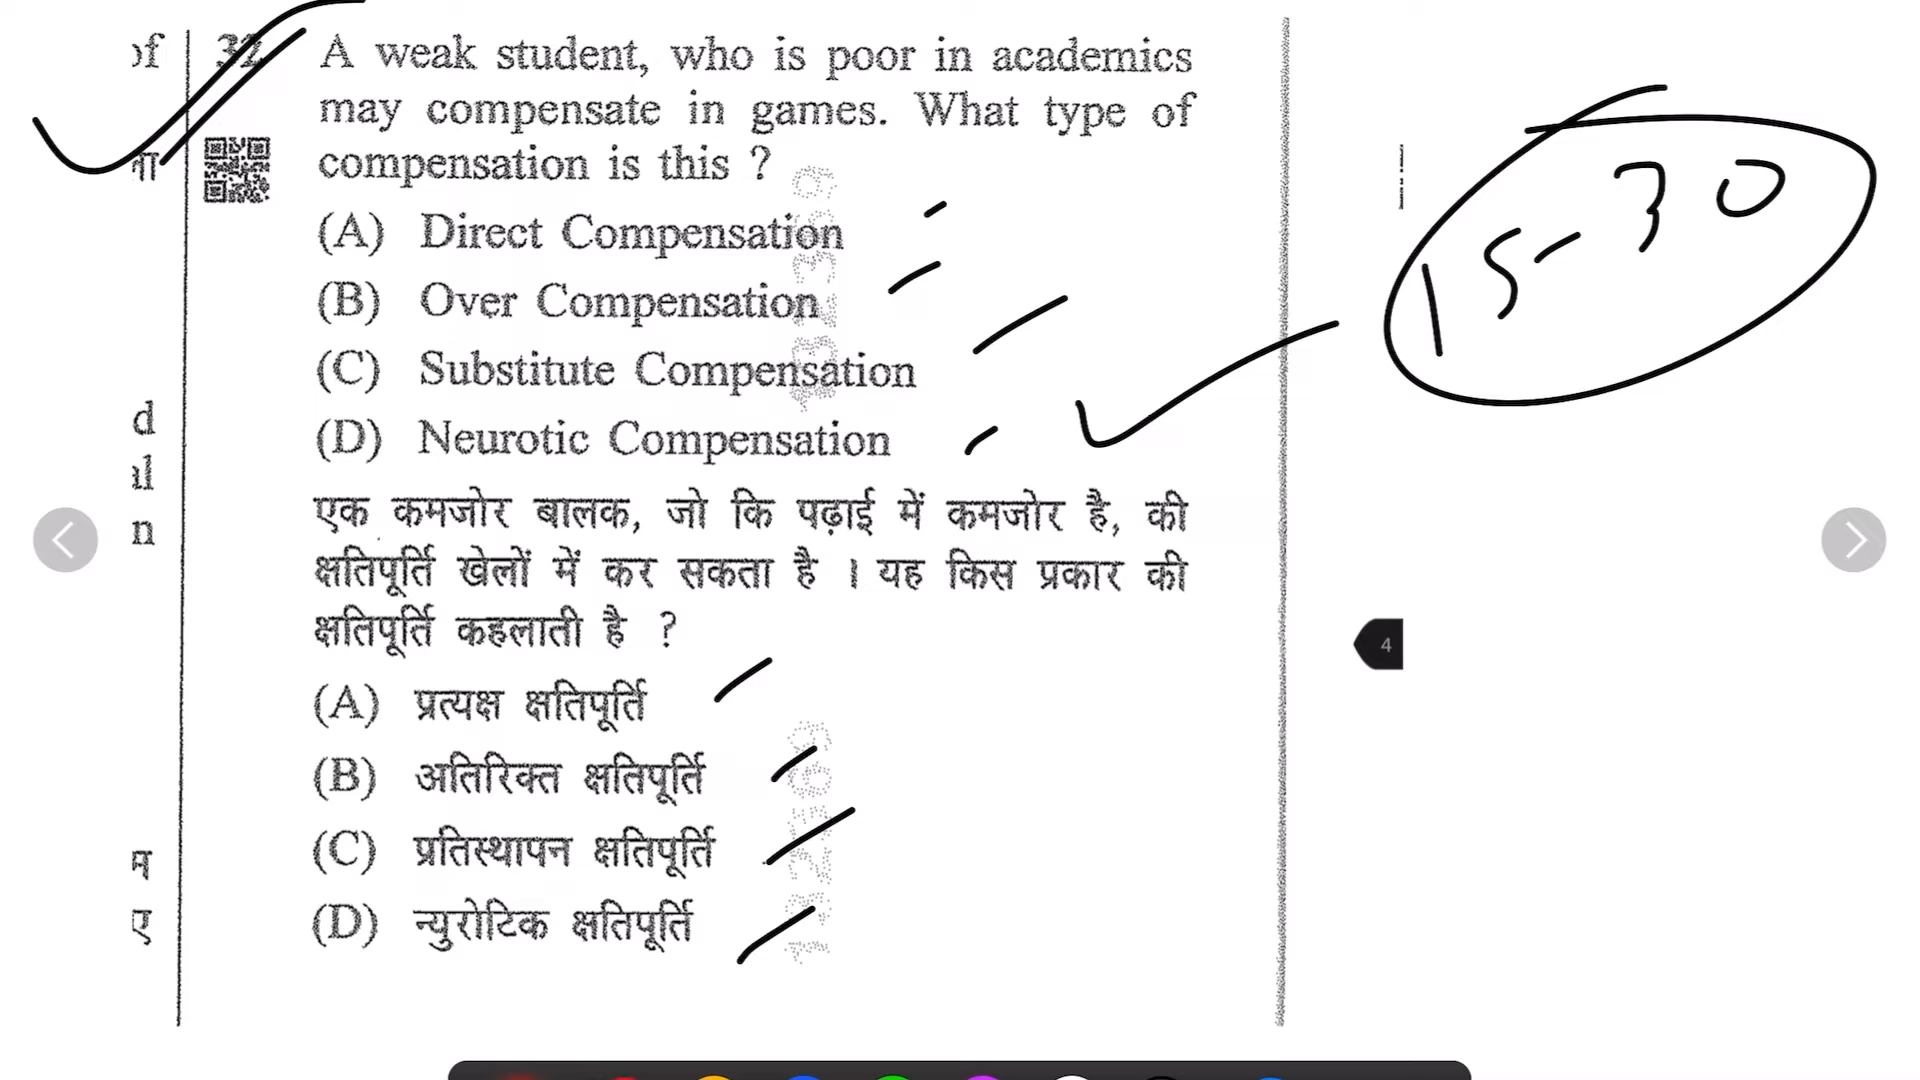 of
32
A weak student, who is poor in academics
may compensate in games. What type of
compensation is this ?
(A) Direct Compensation
(B) Over Compensation
(C) Substitute Compensation
(D) Neurotic Compensation
एक कमजोर बालक, जो कि पढ़ाई में कमजोर है, की
क्षतिपूर्ति खेलों में कर सकता है । यह किस प्रकार की
क्षतिपूर्ति कहलाती है ?
(A) प्रत्यक्ष क्षतिपूर्ति
(B) अतिरिक्त क्षतिपूर्ति
(C) प्रतिस्थापन क्षतिपूर्ति
(D) न्युरोटिक क्षतिपूर्ति
d
n
म
ए
15-30
4